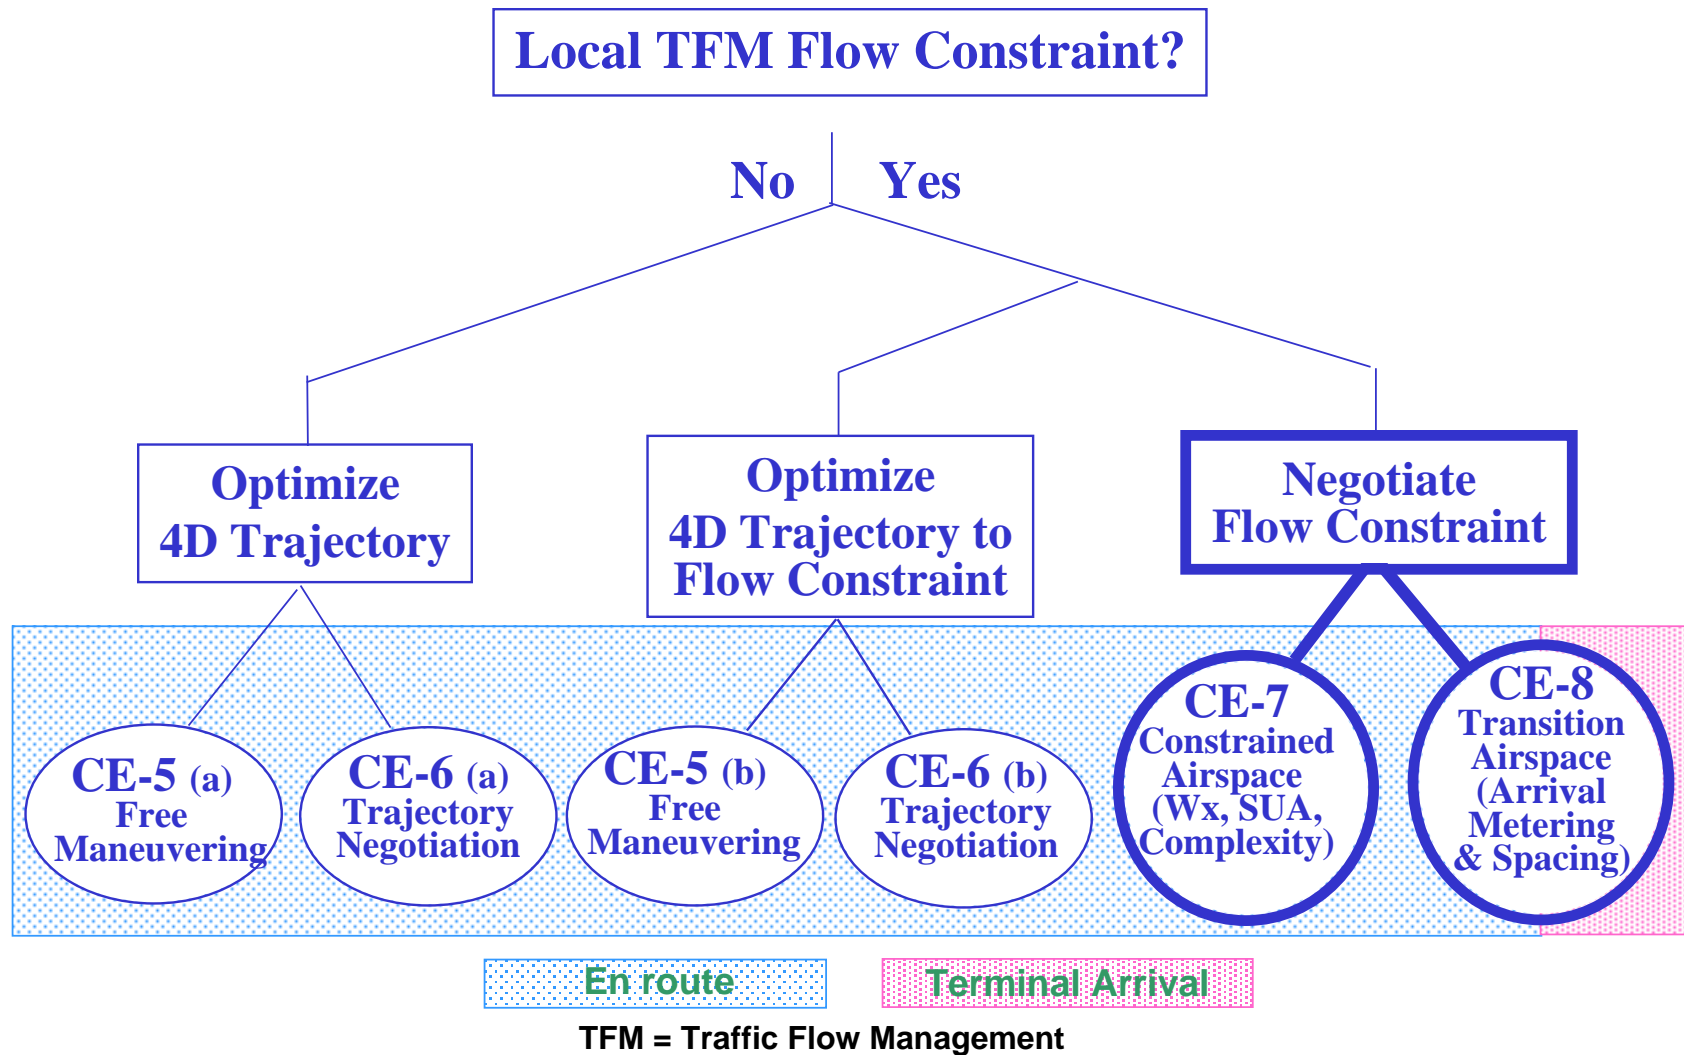 Local TFM Flow Constraint?
No
Yes
Optimize
4D Trajectory
Optimize
4D Trajectory to
Flow Constraint
Negotiate
Flow Constraint
CE-5 (a)
Free
Maneuvering
CE-6 (a)
Trajectory
Negotiation
CE-5 (b)
Free
Maneuvering
CE-6 (b)
Trajectory
Negotiation
CE-7
Constrained
Airspace
(Wx, SUA,
Complexity)
CE-8
Transition
Airspace
(Arrival
Metering
& Spacing)
En route
Terminal Arrival
TFM = Traffic Flow Management